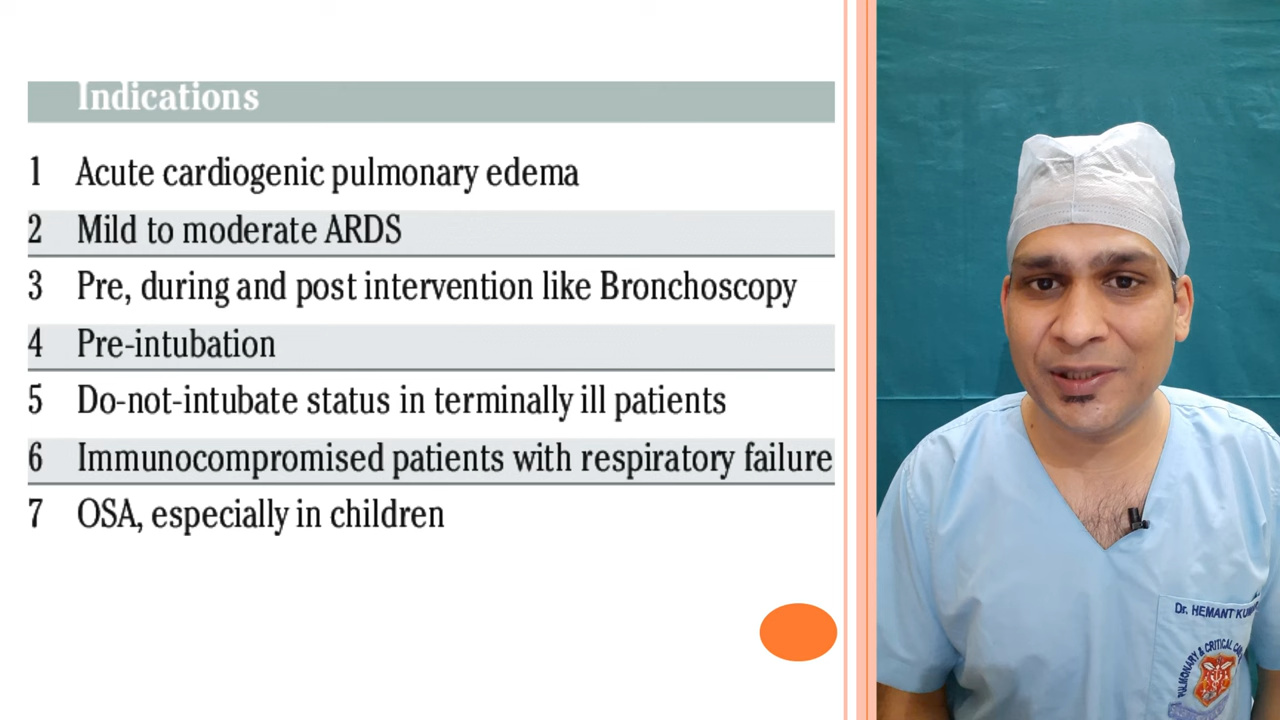 Indications
1 Acute cardiogenic pulmonary edema
2 Mild to moderate ARDS
3 Pre, during and post intervention like Bronchoscopy
4 Pre-intubation
5 Do-not-intubate status in terminally ill patients
6 Immunocompromised patients with respiratory failure
7 OSA, especially in children
Dr. HEMANT
PULMONARY & CRITICAL